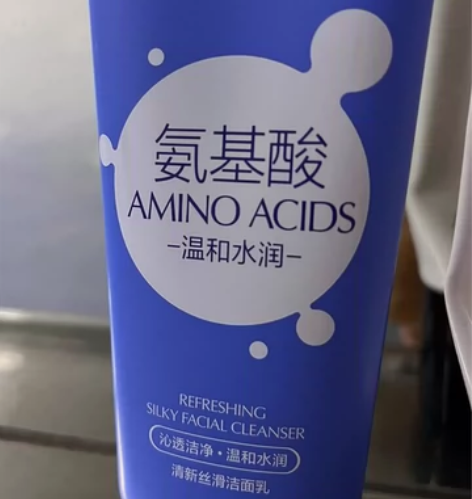 氨基酸
AMINO ACIDS
-温和水润-
REFRESHING
SILKY FACIAL CLEANSER
沁透洁净·温和水润
清新丝滑洁面乳